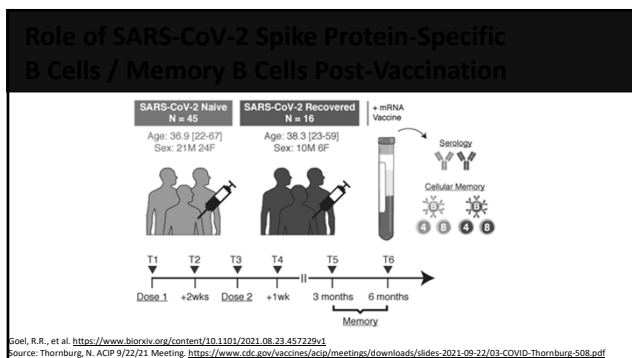 Role of SARS-CoV-2 Spike Protein-Specific
B Cells / Memory B Cells Post-Vaccination
SARS-CoV-2 Naive
N = 45
SARS-CoV-2 Recovered
N = 16
+ mRNA
Vaccine
Age: 36.9 [22-67]
Sex: 21M 24F
Age: 38.3 [23-59]
Sex: 10M 6F
Serology
Cellular Memory
B B
4 8 4 8
T1 T2 T3 T4 T5 T6
Dose 1 +2wks Dose 2 +1wk 3 months 6 months
Memory
Goel, R.R., et al. https://www.biorxiv.org/content/10.1101/2021.08.23.457229v1
Source: Thornburg, N. ACIP 9/22/21 Meeting. https://www.cdc.gov/vaccines/acip/meetings/downloads/slides-2021-09-22/03-COVID-Thornburg-508.pdf